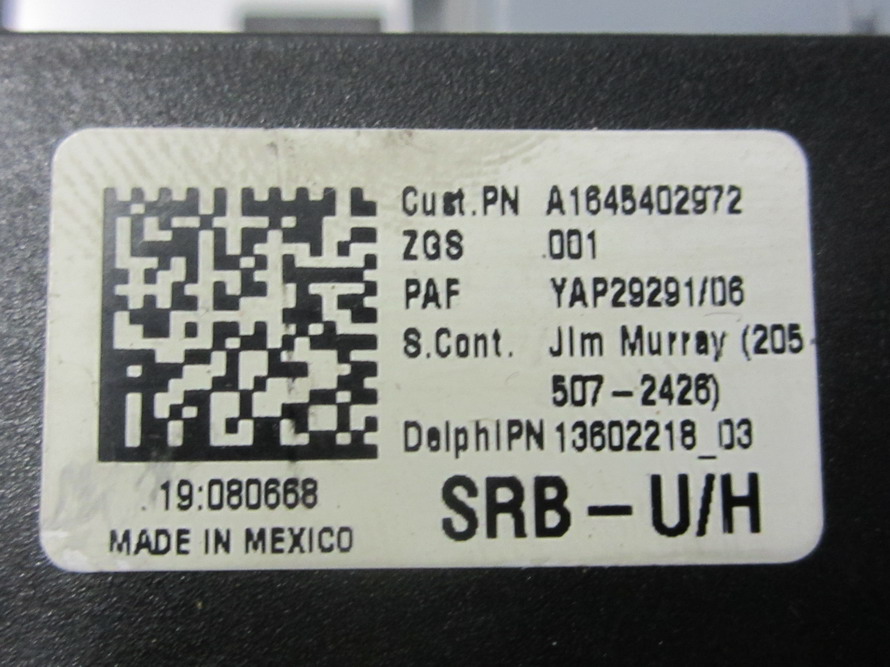 Cust.PN A1645402972
ZGS 001
PAF YAP29291/06
S.Cont. Jim Murray (205
507-2426)
DelphiPN 13602218_03
19:080668
SRB-U/H
MADE IN MEXICO